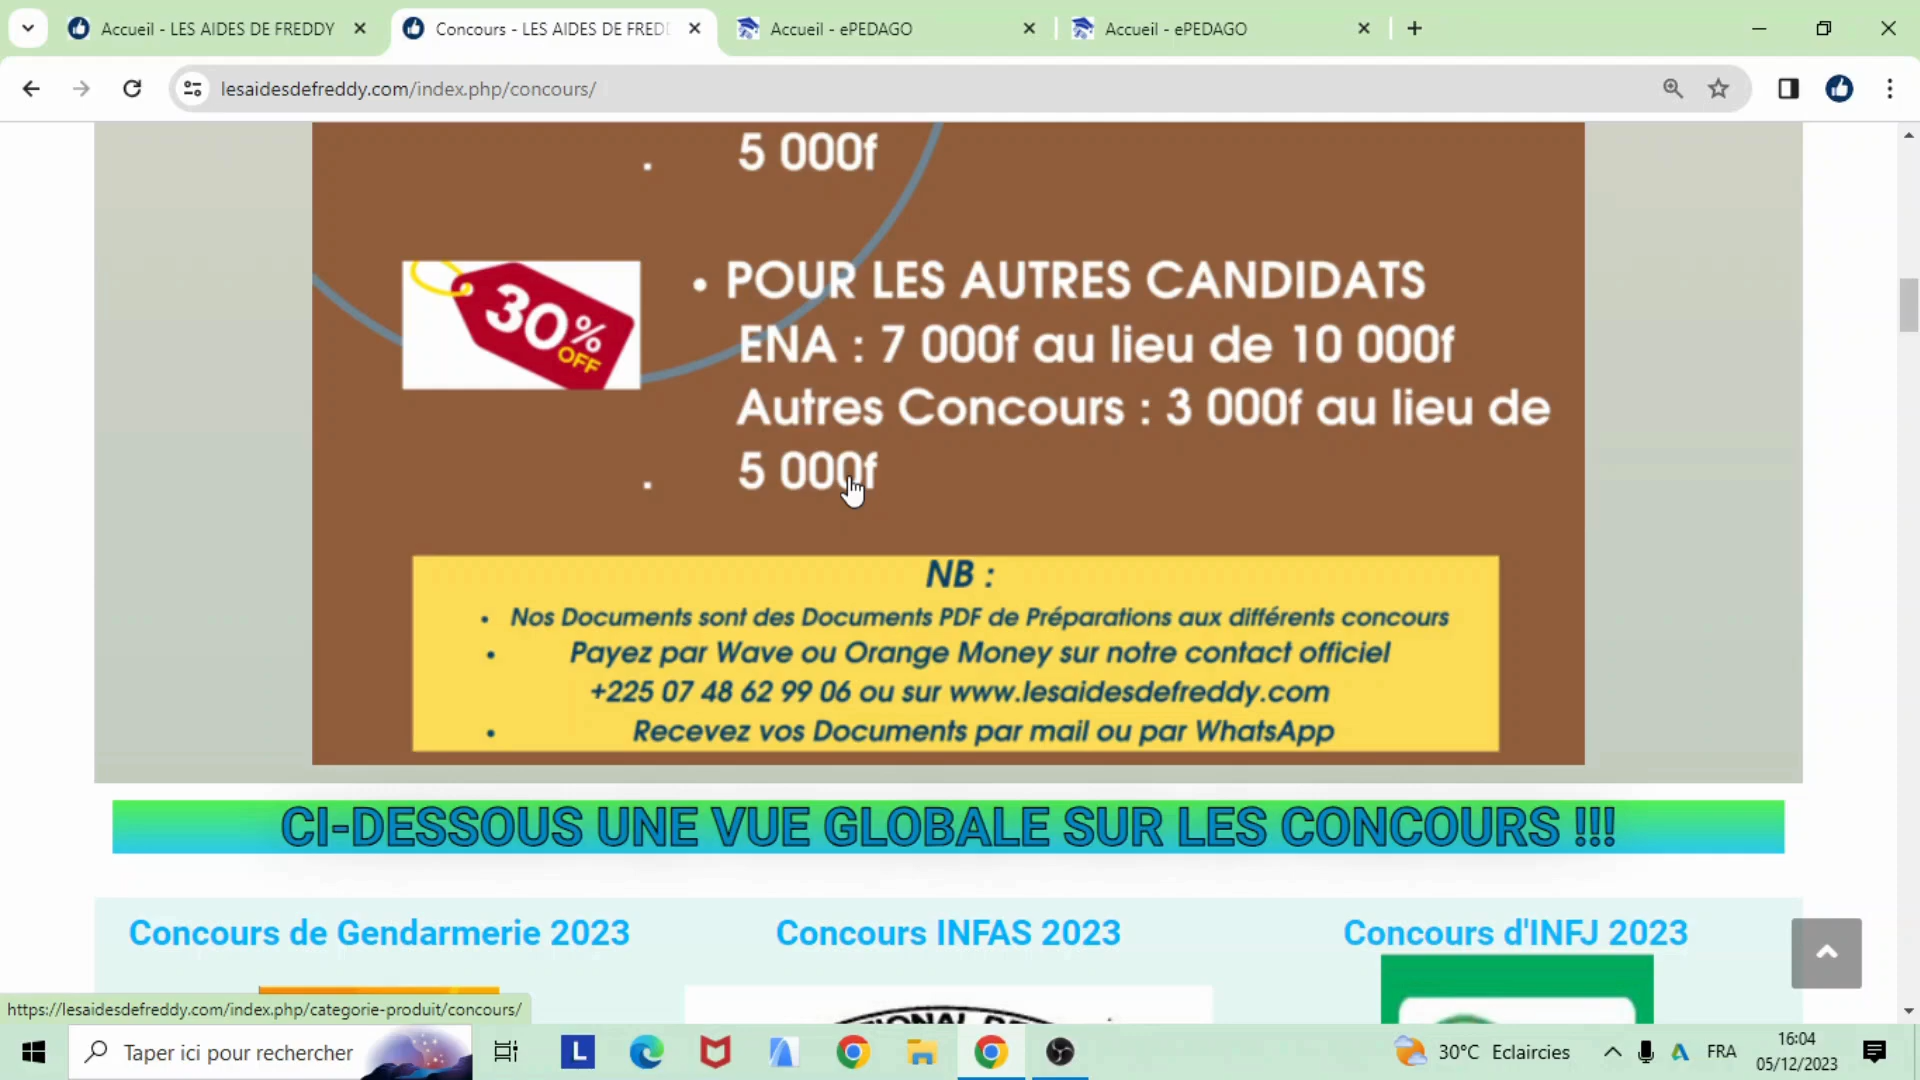 Accueil - LES AIDES DE FREDDY
Concours - LES AIDES DE FRED
Accueil - ePEDAGO
Accueil - ePEDAGO
lesaidesdefreddy.com/index.php/concours/
. 5 000f
30% OFF
• POUR LES AUTRES CANDIDATS
ENA : 7 000f au lieu de 10 000f
Autres Concours : 3 000f au lieu de
. 5 000f
NB :
• Nos Documents sont des Documents PDF de Préparations aux différents concours
• Payez par Wave ou Orange Money sur notre contact officiel
+225 07 48 62 99 06 ou sur www.lesaidesdefreddy.com
• Recevez vos Documents par mail ou par WhatsApp
CI-DESSOUS UNE VUE GLOBALE SUR LES CONCOURS !!!
Concours de Gendarmerie 2023
Concours INFAS 2023
Concours d'INFJ 2023
https://lesaidesdefreddy.com/index.php/categorie-produit/concours/
Taper ici pour rechercher
L
30°C Eclaircies
FRA
16:04
05/12/2023